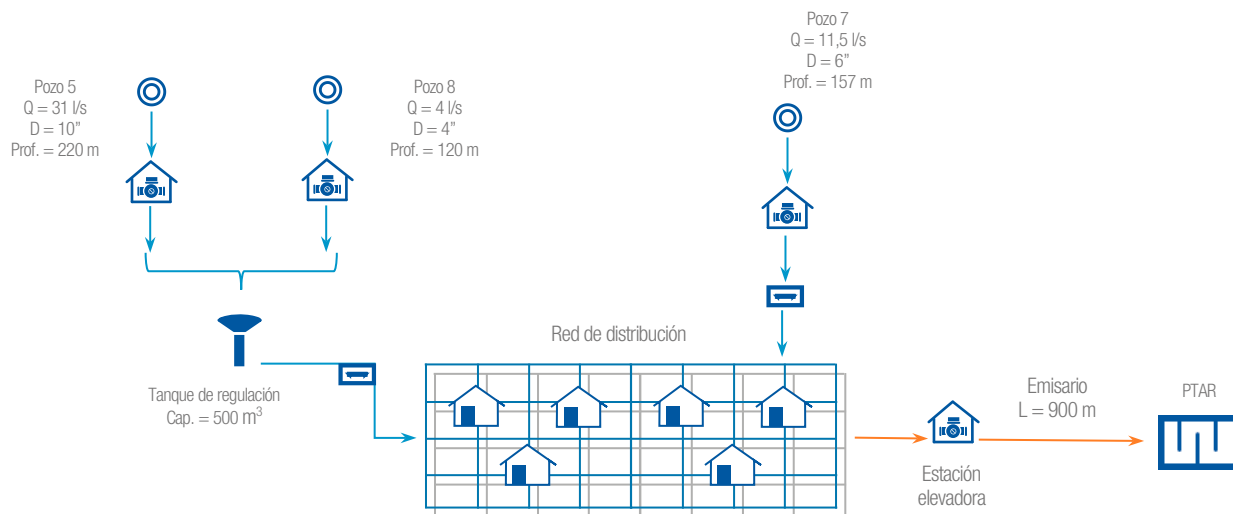 Pozo 5
Q = 31 l/s
D = 10”
Prof. = 220 m
Pozo 8
Q = 4 l/s
D = 4”
Prof. = 120 m
Pozo 7
Q = 11,5 l/s
D = 6”
Prof. = 157 m
Tanque de regulación
Cap. = 500 m³
Red de distribución
Estación
elevadora
Emisario
L = 900 m
PTAR